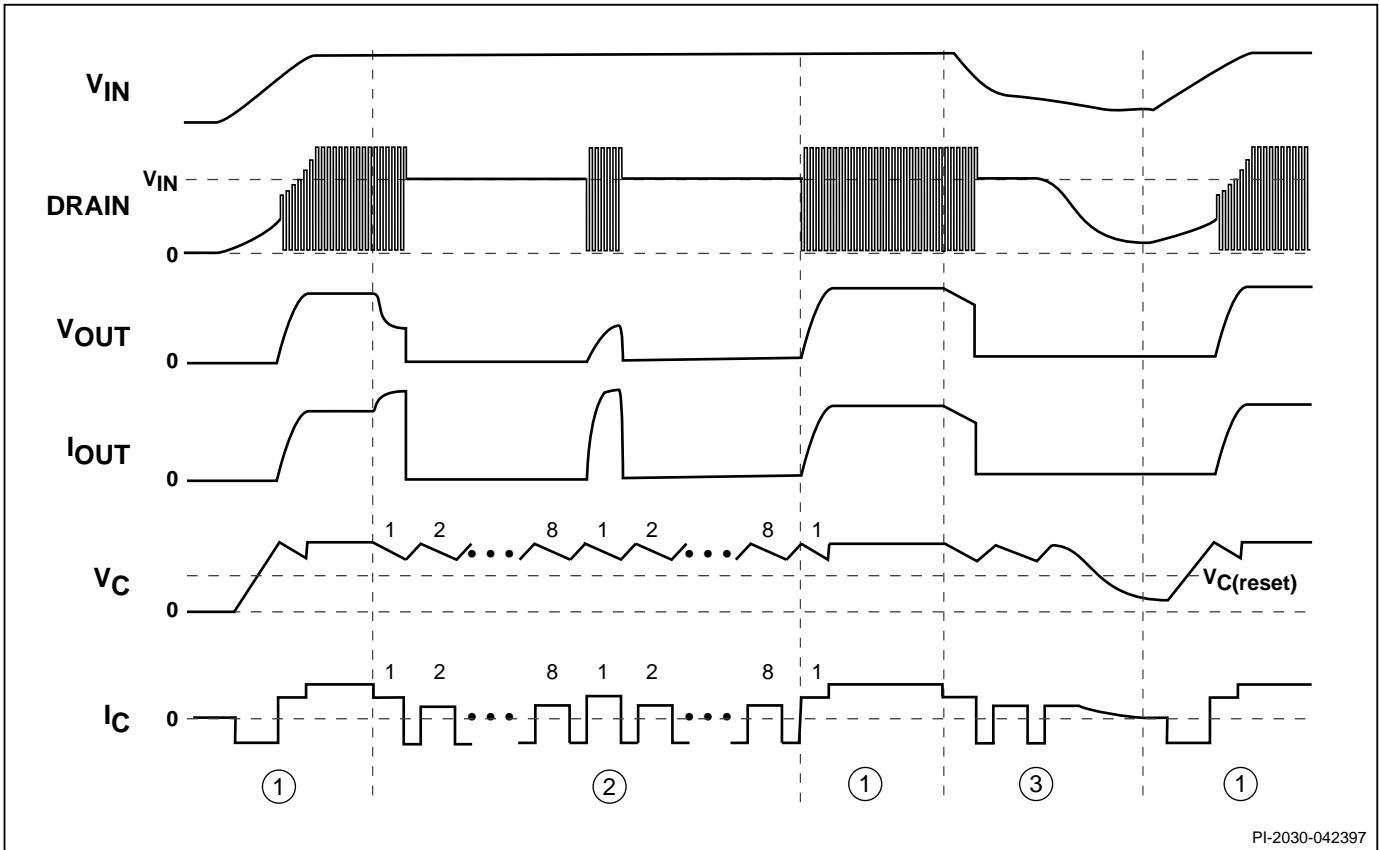 VIN
VIN
DRAIN
0
VOUT
0
IOUT
0
1 2 8 1 2 8 1
VC
VC(reset)
0
1 2 8 1 2 8 1
IC
0
1 2 1 3 1
PI-2030-042397